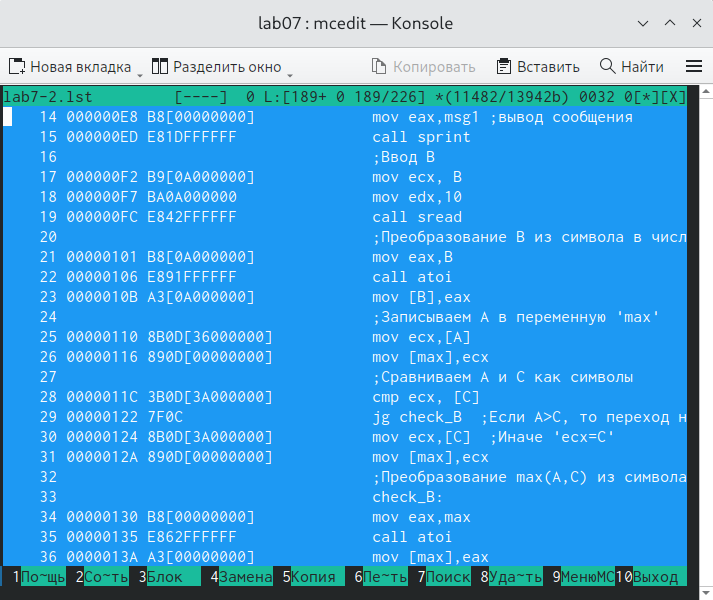 lab07 : mcedit — Konsole
Новая вкладка Разделить окно Копировать Вставить Найти
lab7-2.lst [----] 0 L:[189+ 0 189/226] *(11482/13942b) 0032 0[*][X]
14 000000E8 B8[00000000] mov eax,msg1 ;вывод сообщения
15 000000ED E81DFFFFFF call sprint
16 ;Ввод B
17 000000F2 B9[0A000000] mov ecx, B
18 000000F7 BA0A000000 mov edx,10
19 000000FC E842FFFFFF call sread
20 ;Преобразование B из символа в числ
21 00000101 B8[0A000000] mov eax,B
22 00000106 E891FFFFFF call atoi
23 0000010B A3[0A000000] mov [B],eax
24 ;Записываем A в переменную 'max'
25 00000110 8B0D[36000000] mov ecx,[A]
26 00000116 890D[00000000] mov [max],ecx
27 ;Сравниваем A и C как символы
28 0000011C 3B0D[3A000000] cmp ecx, [C]
29 00000122 7F0C jg check_B ;Если A>C, то переход н
30 00000124 8B0D[3A000000] mov ecx,[C] ;Иначе 'ecx=C'
31 0000012A 890D[00000000] mov [max],ecx
32 ;Преобразование max(A,C) из символа
33 check_B:
34 00000130 B8[00000000] mov eax,max
35 00000135 E862FFFFFF call atoi
36 0000013A A3[00000000] mov [max],eax
1По~щь 2Со~ть 3Блок 4Замена 5Копия 6Пе~ть 7Поиск 8Уда~ть 9МенюMC 10Выход